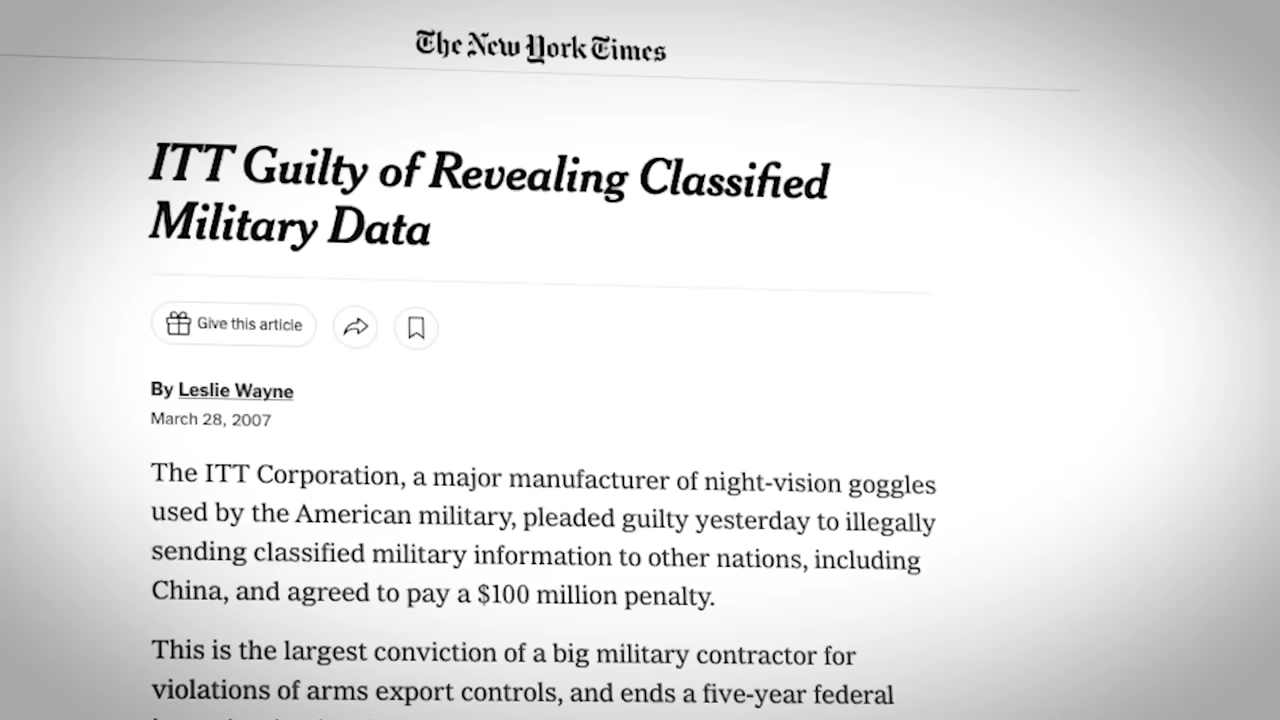 The New York Times
ITT Guilty of Revealing Classified
Military Data
Give this article
By Leslie Wayne
March 28, 2007
The ITT Corporation, a major manufacturer of night-vision goggles
used by the American military, pleaded guilty yesterday to illegally
sending classified military information to other nations, including
China, and agreed to pay a $100 million penalty.
This is the largest conviction of a big military contractor for
violations of arms export controls, and ends a five-year federal